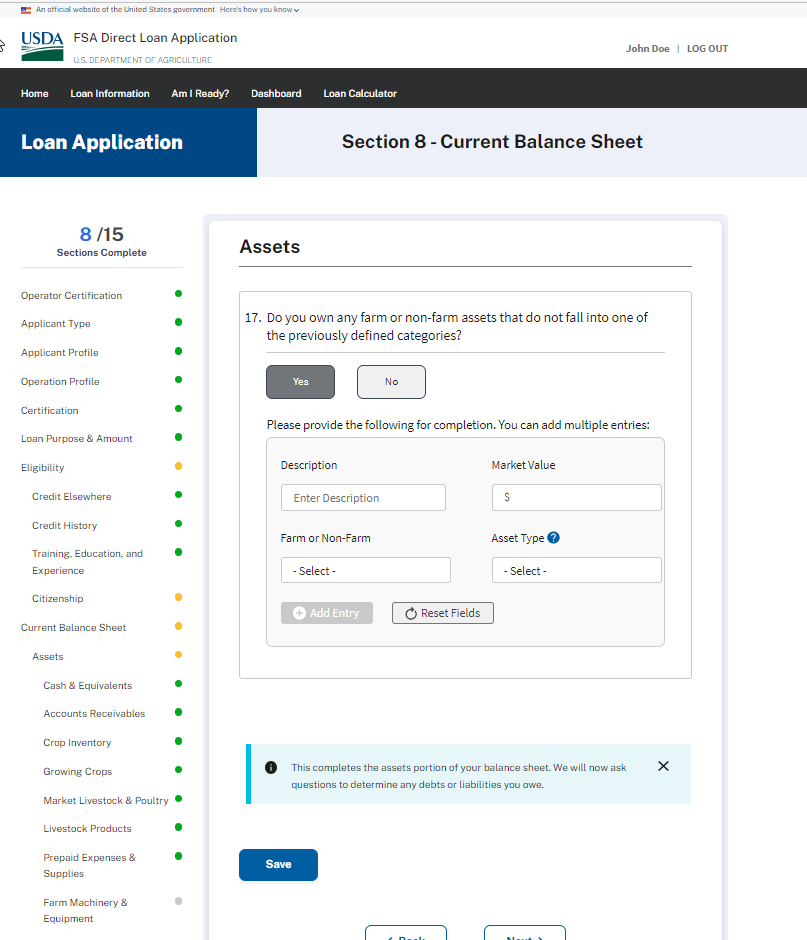 An official website of the United States government Here's how you know
USDA
FSA Direct Loan Application
U.S. DEPARTMENT OF AGRICULTURE
John Doe | LOG OUT
Home Loan Information Am I Ready? Dashboard Loan Calculator
Loan Application
Section 8 - Current Balance Sheet
8 /15
Sections Complete
Operator Certification
Applicant Type
Applicant Profile
Operation Profile
Certification
Loan Purpose & Amount
Eligibility
Credit Elsewhere
Credit History
Training, Education, and
Experience
Citizenship
Current Balance Sheet
Assets
Cash & Equivalents
Accounts Receivables
Crop Inventory
Growing Crops
Market Livestock & Poultry
Livestock Products
Prepaid Expenses &
Supplies
Farm Machinery &
Equipment
Assets
17. Do you own any farm or non-farm assets that do not fall into one of
the previously defined categories?
Yes No
Please provide the following for completion. You can add multiple entries:
Description Market Value
Enter Description $
Farm or Non-Farm Asset Type ?
- Select - - Select -
+ Add Entry Reset Fields
This completes the assets portion of your balance sheet. We will now ask
questions to determine any debts or liabilities you owe.
Save
Back Next